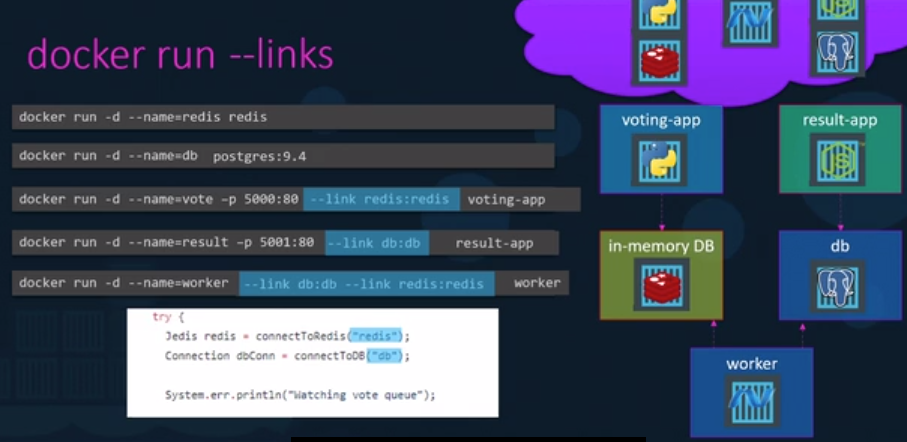 docker run --links
docker run -d --name=redis redis
docker run -d --name=db postgres:9.4
docker run -d --name=vote –p 5000:80 --link redis:redis voting-app
docker run -d --name=result –p 5001:80 --link db:db result-app
docker run -d --name=worker --link db:db --link redis:redis worker
try {
Jedis redis = connectToRedis("redis");
Connection dbConn = connectToDB("db");
System.err.println("Watching vote queue");
voting-app
result-app
in-memory DB
db
worker